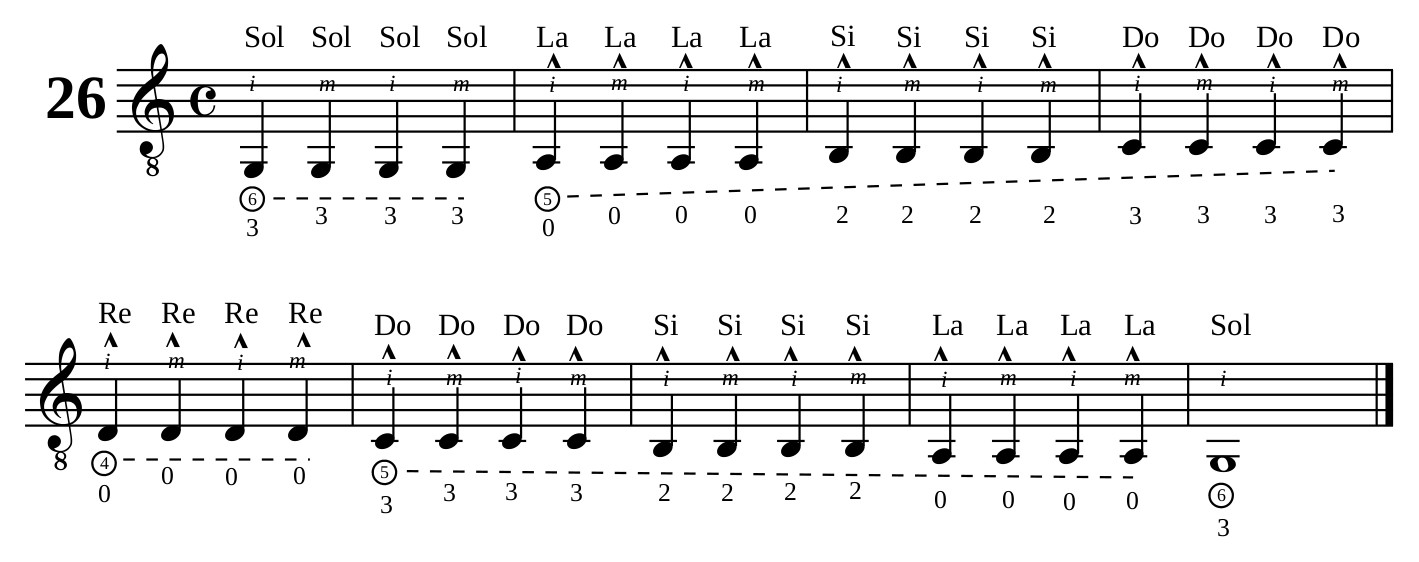 Sol Sol Sol Sol La La La La Si Si Si Si Do Do Do Do
26
i m i m i m i m i m i m i m i m
8
6 5
3 3 3 3 0 0 0 0 2 2 2 2 3 3 3 3
Re Re Re Re Do Do Do Do Si Si Si Si La La La La Sol
i m i m i m i m i m i m i m i m i
8
4 5 6
0 0 0 0 3 3 3 3 2 2 2 2 0 0 0 0 3